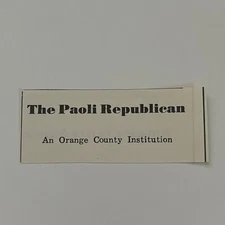 The Paoli Republican
An Orange County Institution